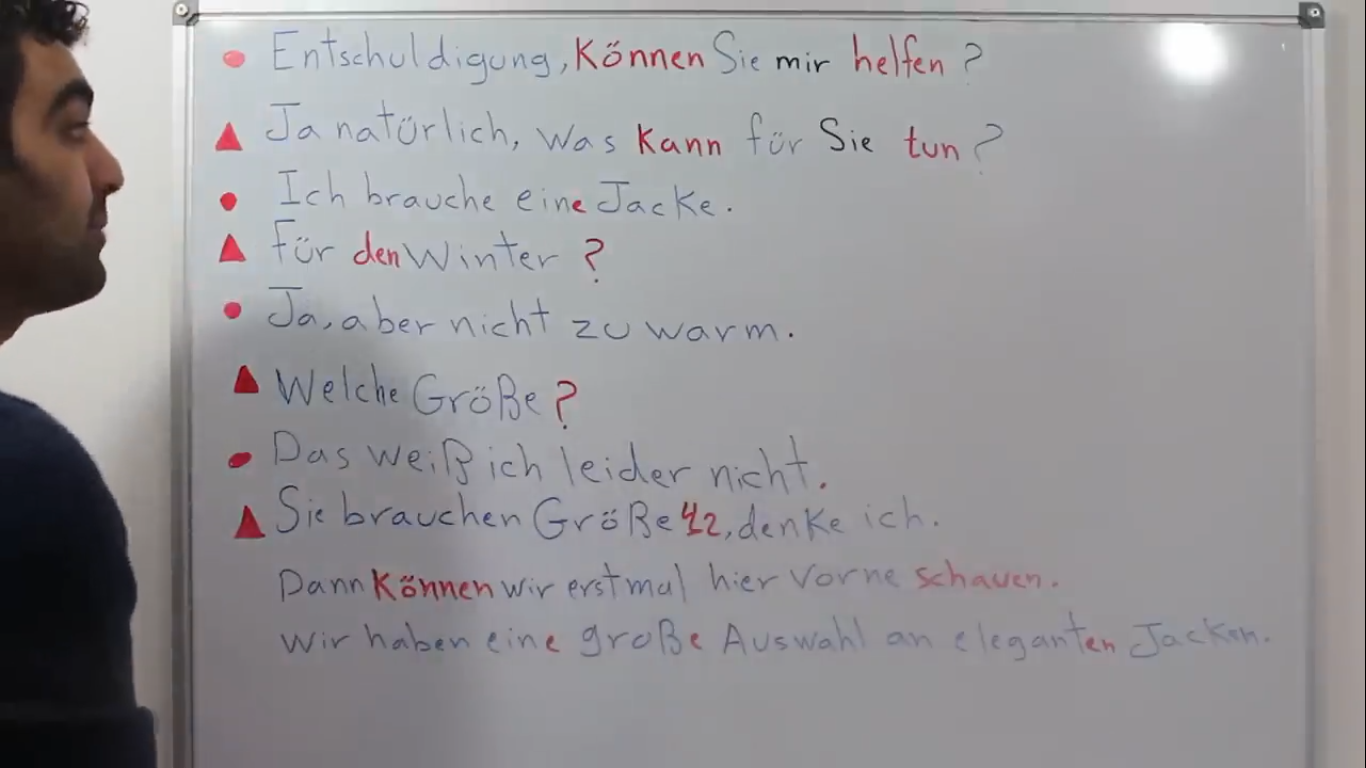 Entschuldigung, Können Sie mir helfen?
Ja natürlich, was kann für Sie tun?
Ich brauche eine Jacke.
für den Winter?
Ja, aber nicht zu warm.
Welche Größe?
Das weiß ich leider nicht.
Sie brauchen Größe 42, denke ich.
Dann Können wir erstmal hier vorne schauen.
Wir haben eine große Auswahl an eleganten Jacken.